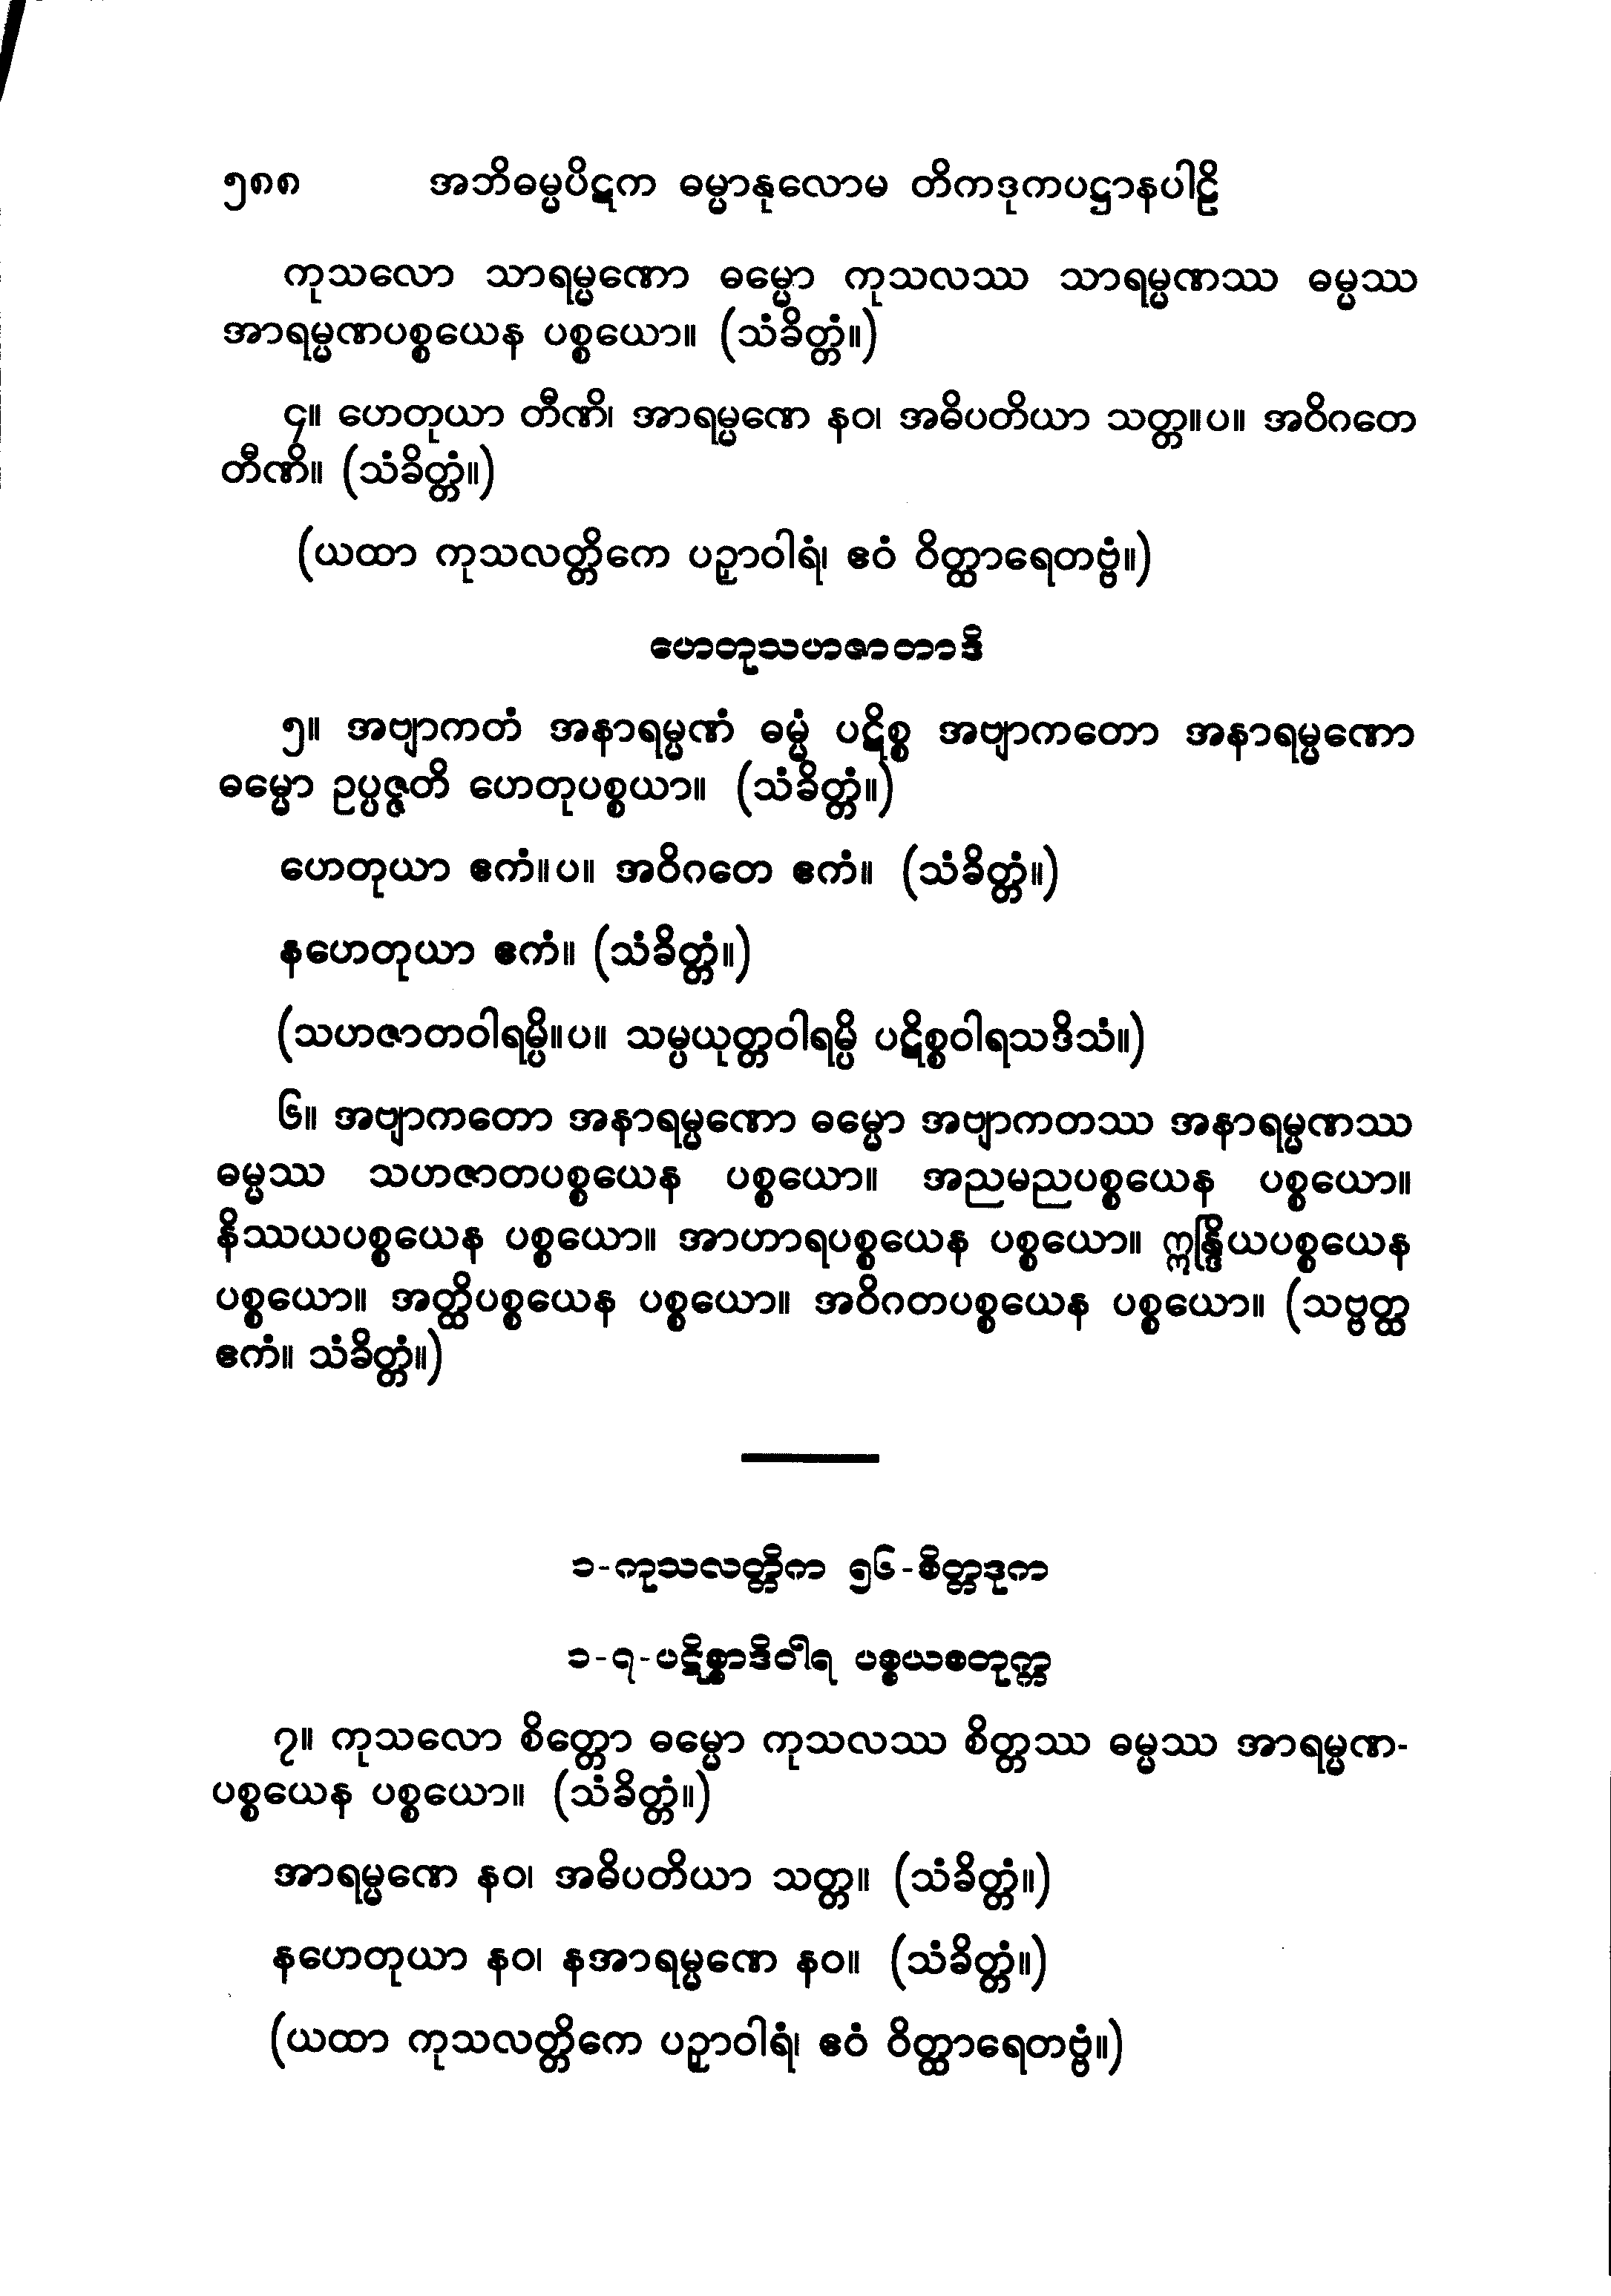 ၅၈၈ အဘိဓမ္မပိဋက ဓမ္မာနုလောမ တိကဒုကပဋ္ဌာနပါဠိ
ကုသလော သာရမ္မဏော ဓမ္မော ကုသလဿ သာရမ္မဏဿ ဓမ္မဿ
အာရမ္မဏပစ္စယေန ပစ္စယော။ (သံခိတ္တံ။)
၄။ ဟေတုယာ တီဏိ၊ အာရမ္မဏေ နဝ၊ အဓိပတိယာ သတ္တ။ပ။ အဝိဂတေ
တီဏိ။ (သံခိတ္တံ။)
(ယထာ ကုသလတ္တိကေ ပဉှာဝါရံ၊ ဧဝံ ဝိတ္ထာရေတဗ္ဗံ။)
ဟေတုသဟဇာတာဒိ
၅။ အဗျာကတံ အနာရမ္မဏံ ဓမ္မံ ပဋိစ္စ အဗျာကတော အနာရမ္မဏော
ဓမ္မော ဥပ္ပဇ္ဇတိ ဟေတုပစ္စယာ။ (သံခိတ္တံ။)
ဟေတုယာ ဧကံ။ပ။ အဝိဂတေ ဧကံ။ (သံခိတ္တံ။)
နဟေတုယာ ဧကံ။ (သံခိတ္တံ။)
(သဟဇာတဝါရမ္ပိ။ပ။ သမ္ပယုတ္တဝါရမ္ပိ ပဋိစ္စဝါရသဒိသံ။)
၆။ အဗျာကတော အနာရမ္မဏော ဓမ္မော အဗျာကတဿ အနာရမ္မဏဿ
ဓမ္မဿ သဟဇာတပစ္စယေန ပစ္စယော။ အညမညပစ္စယေန ပစ္စယော။
နိဿယပစ္စယေန ပစ္စယော။ အာဟာရပစ္စယေန ပစ္စယော။ ဣန္ဒြိယပစ္စယေန
ပစ္စယော။ အတ္ထိပစ္စယေန ပစ္စယော။ အဝိဂတပစ္စယေန ပစ္စယော။ (သဗ္ဗတ္ထ
ဧကံ။ သံခိတ္တံ။)
၁-ကုသလတ္တိက ၅၆-စိတ္တဒုက
၁-၇-ပဋိစ္စာဒိဝါရ ပစ္စယစတုက္က
၇။ ကုသလော စိတ္တော ဓမ္မော ကုသလဿ စိတ္တဿ ဓမ္မဿ အာရမ္မဏ-
ပစ္စယေန ပစ္စယော။ (သံခိတ္တံ။)
အာရမ္မဏေ နဝ၊ အဓိပတိယာ သတ္တ။ (သံခိတ္တံ။)
နဟေတုယာ နဝ၊ နအာရမ္မဏေ နဝ။ (သံခိတ္တံ။)
(ယထာ ကုသလတ္တိကေ ပဉှာဝါရံ၊ ဧဝံ ဝိတ္ထာရေတဗ္ဗံ။)